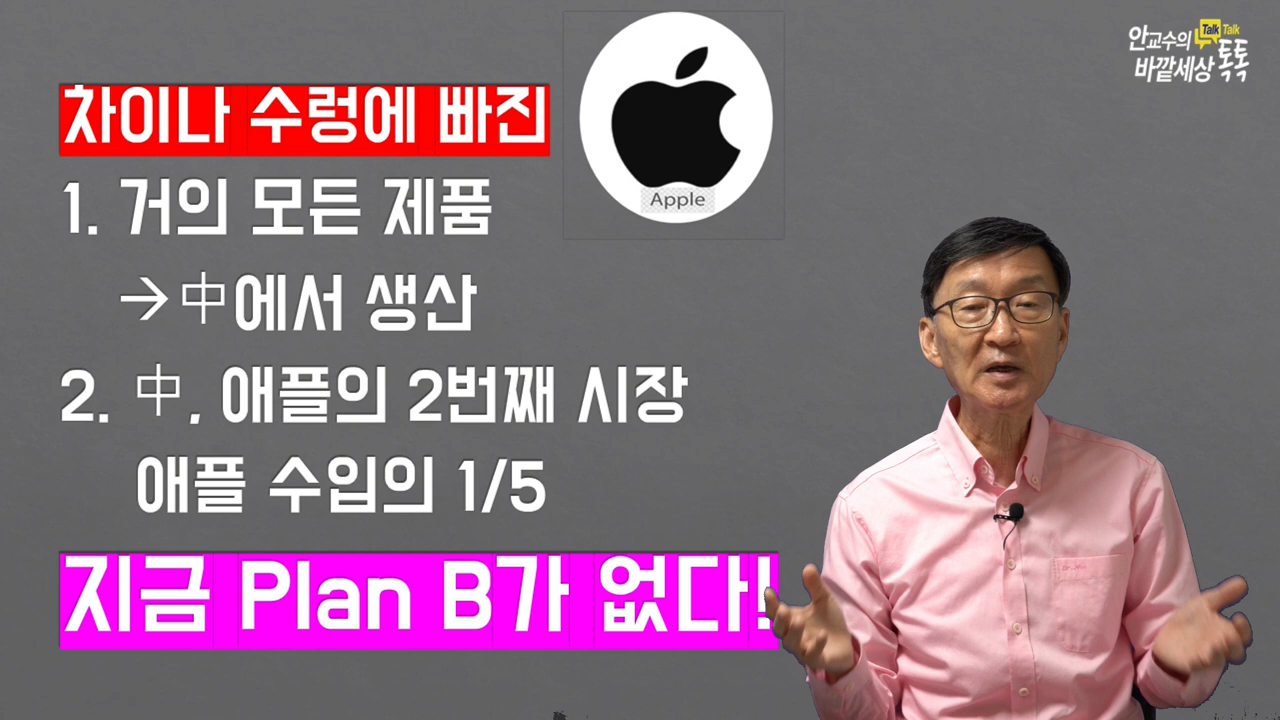 안교수의 Talk Talk
바깥세상 톡톡
Apple
차이나 수렁에 빠진
1. 거의 모든 제품
→中에서 생산
2. 中, 애플의 2번째 시장
애플 수입의 1/5
지금 Plan B가 없다!